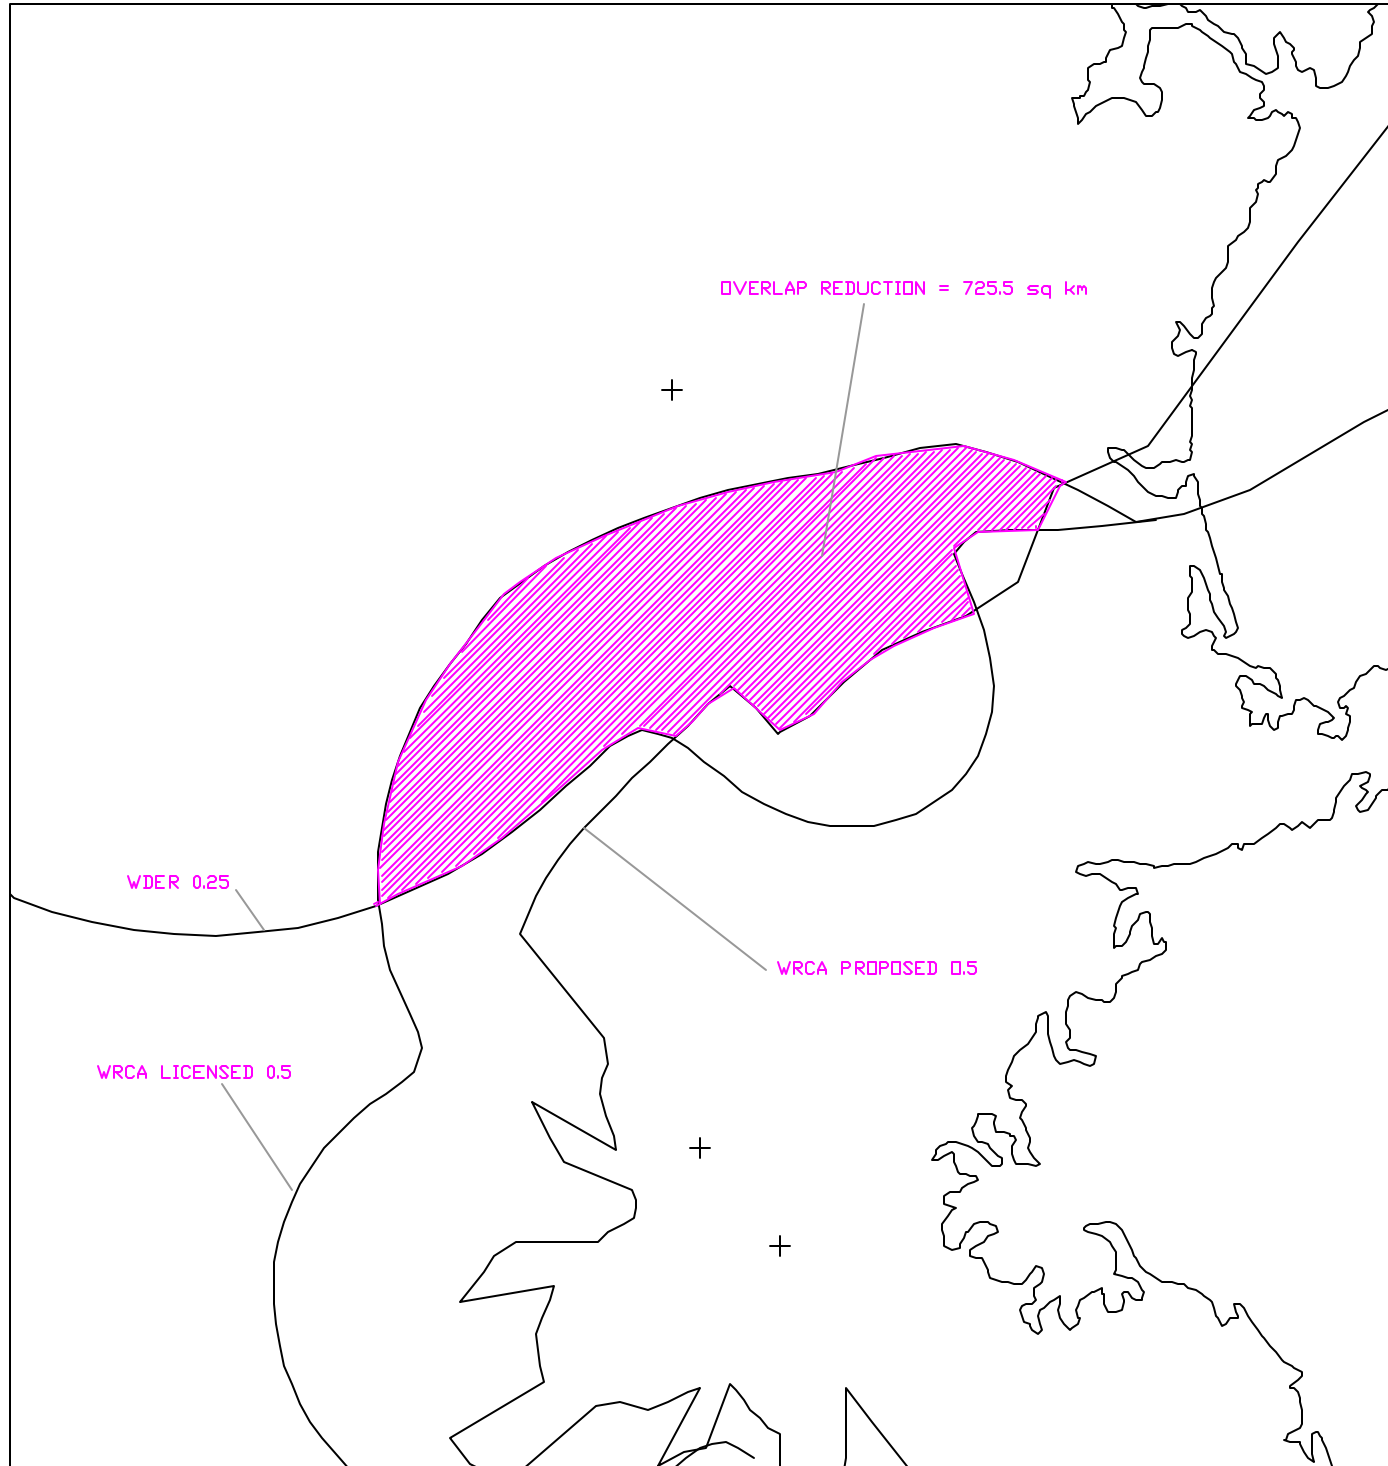 OVERLAP REDUCTION = 725.5 sq km
WDER 0.25
WRCA PROPOSED 0.5
WRCA LICENSED 0.5